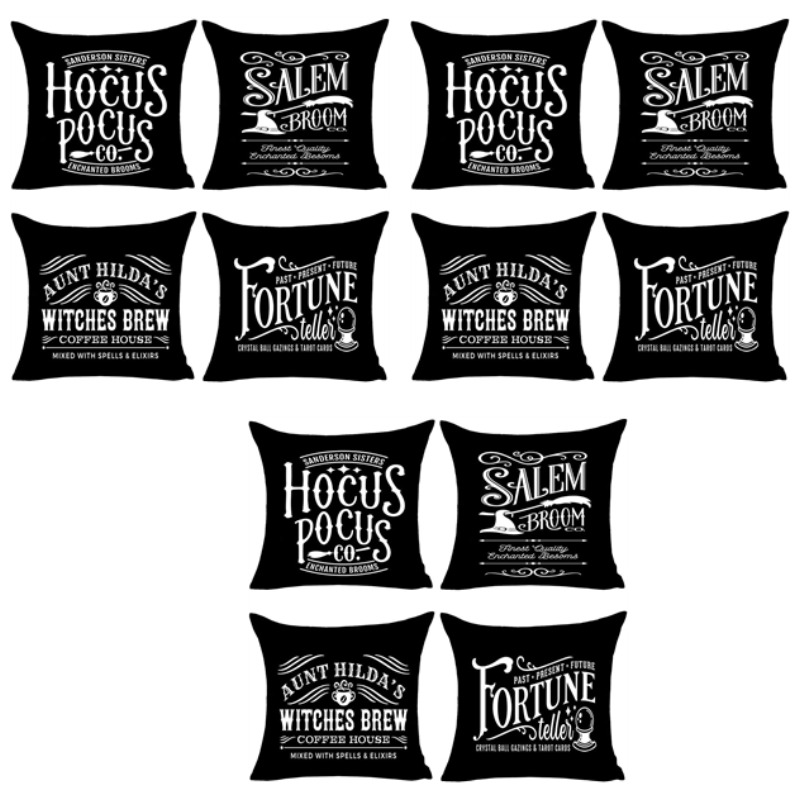 SANDERSON SISTERS
HOCUS
POCUS
CO.
ENCHANTED BROOMS
SALEM
BROOM
CO.
Finest Quality
Enchanted Besoms
SANDERSON SISTERS
HOCUS
POCUS
CO.
ENCHANTED BROOMS
SALEM
BROOM
CO.
Finest Quality
Enchanted Besoms
AUNT HILDA'S
WITCHES BREW
COFFEE HOUSE
MIXED WITH SPELLS & ELIXIRS
PAST • PRESENT • FUTURE
FORTUNE
teller
CRYSTAL BALL GAZINGS & TAROT CARDS
AUNT HILDA'S
WITCHES BREW
COFFEE HOUSE
MIXED WITH SPELLS & ELIXIRS
PAST • PRESENT • FUTURE
FORTUNE
teller
CRYSTAL BALL GAZINGS & TAROT CARDS
SANDERSON SISTERS
HOCUS
POCUS
CO.
ENCHANTED BROOMS
SALEM
BROOM
CO.
Finest Quality
Enchanted Besoms
AUNT HILDA'S
WITCHES BREW
COFFEE HOUSE
MIXED WITH SPELLS & ELIXIRS
PAST • PRESENT • FUTURE
FORTUNE
teller
CRYSTAL BALL GAZINGS & TAROT CARDS